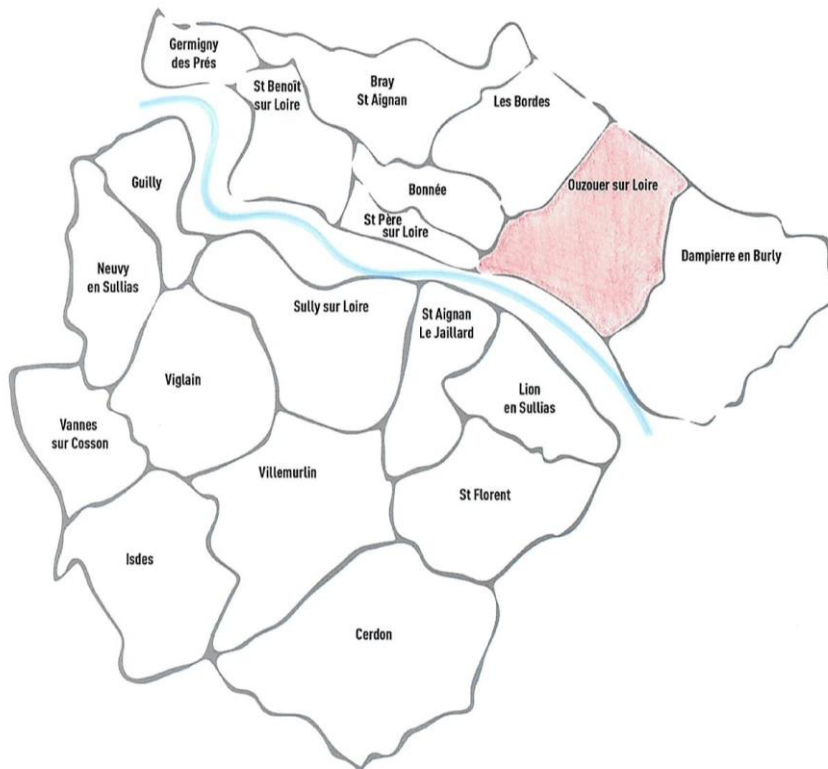 Germigny
des Prés
St Benoît
sur Loire
Bray
St Aignan
Les Bordes
Guilly
Bonnée
Ouzouer sur Loire
St Père
sur Loire
Neuvy
en Sullias
Dampierre en Burly
Sully sur Loire
St Aignan
Le Jaillard
Viglain
Lion
en Sullias
Vannes
sur Cosson
Villemurlin
St Florent
Isdes
Cerdon